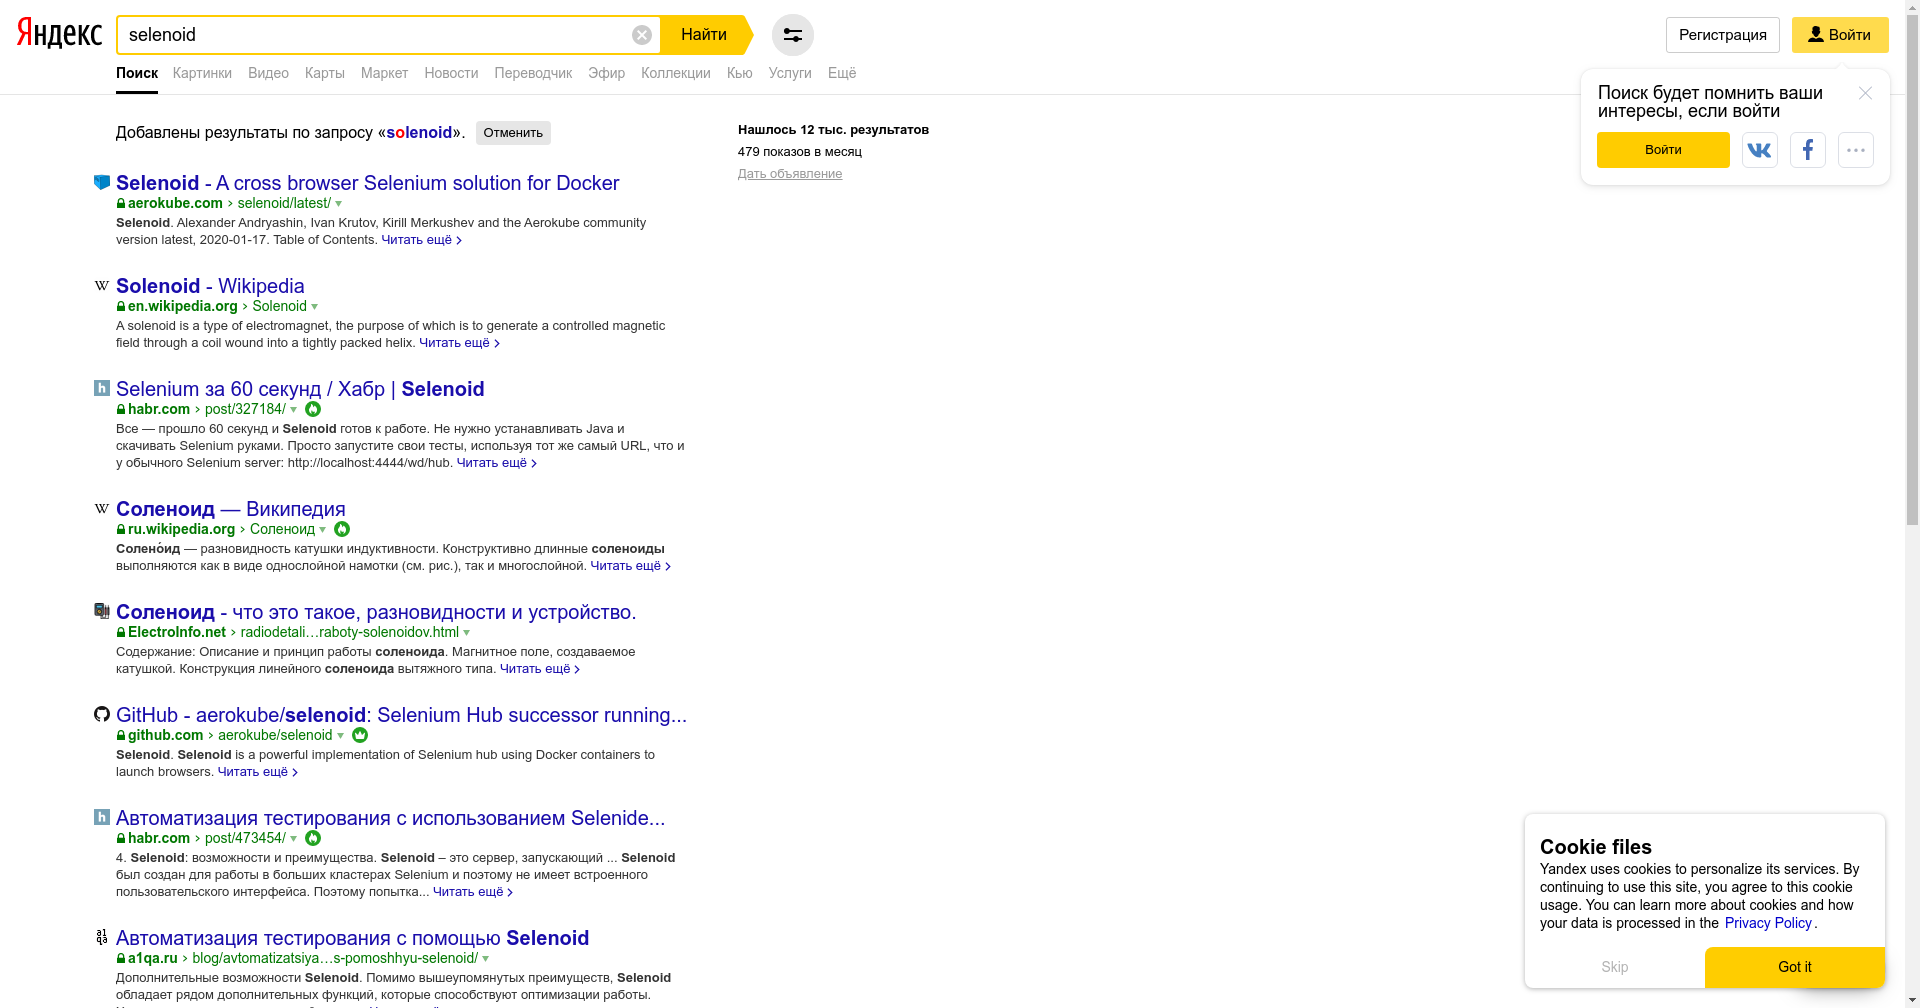 Яндекс
selenoid
Найти
Регистрация
Войти
Поиск Картинки Видео Карты Маркет Новости Переводчик Эфир Коллекции Кью Услуги Ещё
Поиск будет помнить ваши
интересы, если войти
Войти
Добавлены результаты по запросу «solenoid». Отменить
Нашлось 12 тыс. результатов
479 показов в месяц
Дать объявление
Selenoid - A cross browser Selenium solution for Docker
aerokube.com › selenoid/latest/
Selenoid. Alexander Andryashin, Ivan Krutov, Kirill Merkushev and the Aerokube community
version latest, 2020-01-17. Table of Contents. Читать ещё ›
Solenoid - Wikipedia
en.wikipedia.org › Solenoid
A solenoid is a type of electromagnet, the purpose of which is to generate a controlled magnetic
field through a coil wound into a tightly packed helix. Читать ещё ›
Selenium за 60 секунд / Хабр | Selenoid
habr.com › post/327184/
Все — прошло 60 секунд и Selenoid готов к работе. Не нужно устанавливать Java и
скачивать Selenium руками. Просто запустите свои тесты, используя тот же самый URL, что и
у обычного Selenium server: http://localhost:4444/wd/hub. Читать ещё ›
Соленоид — Википедия
ru.wikipedia.org › Соленоид
Солено́ид — разновидность катушки индуктивности. Конструктивно длинные соленоиды
выполняются как в виде однослойной намотки (см. рис.), так и многослойной. Читать ещё ›
Соленоид - что это такое, разновидности и устройство.
ElectroInfo.net › radiodetali…raboty-solenoidov.html
Содержание: Описание и принцип работы соленоида. Магнитное поле, создаваемое
катушкой. Конструкция линейного соленоида вытяжного типа. Читать ещё ›
GitHub - aerokube/selenoid: Selenium Hub successor running...
github.com › aerokube/selenoid
Selenoid. Selenoid is a powerful implementation of Selenium hub using Docker containers to
launch browsers. Читать ещё ›
Автоматизация тестирования с использованием Selenide...
habr.com › post/473454/
4. Selenoid: возможности и преимущества. Selenoid – это сервер, запускающий ... Selenoid
был создан для работы в больших кластерах Selenium и поэтому не имеет встроенного
пользовательского интерфейса. Поэтому попытка... Читать ещё ›
Автоматизация тестирования с помощью Selenoid
a1qa.ru › blog/avtomatizatsiya…s-pomoshhyu-selenoid/
Дополнительные возможности Selenoid. Помимо вышеупомянутых преимуществ, Selenoid
обладает рядом дополнительных функций, которые способствуют оптимизации работы.
Cookie files
Yandex uses cookies to personalize its services. By
continuing to use this site, you agree to this cookie
usage. You can learn more about cookies and how
your data is processed in the Privacy Policy.
Skip
Got it